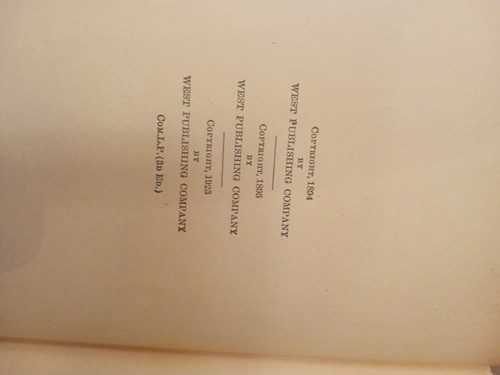 Copyright, 1894
BY
WEST PUBLISHING COMPANY
Copyright, 1895
BY
WEST PUBLISHING COMPANY
Copyright, 1923
BY
WEST PUBLISHING COMPANY
Com.L.P.(3d Ed.)